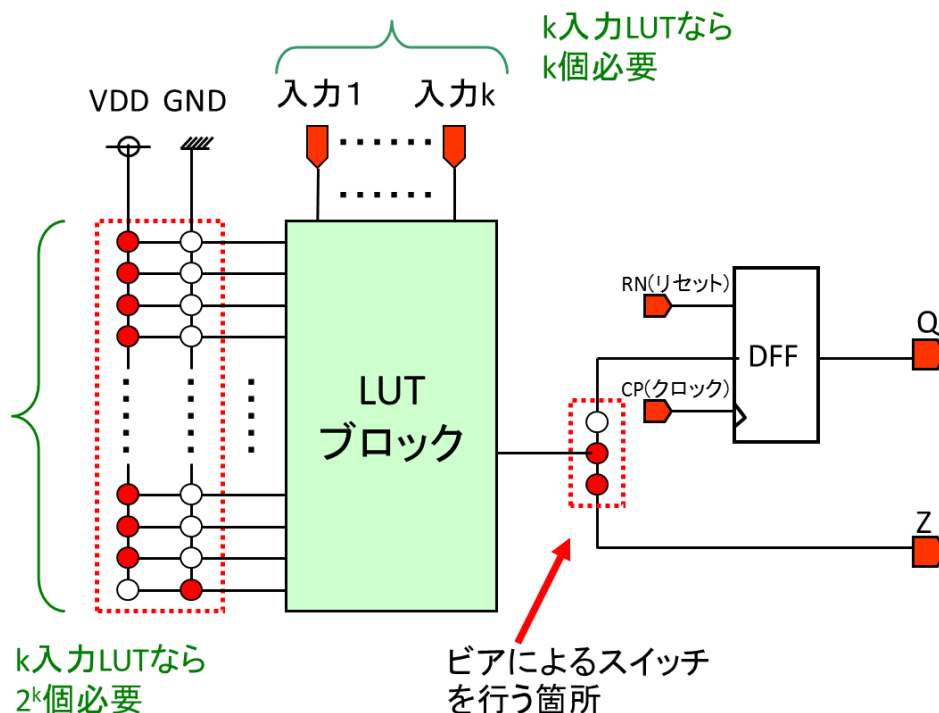 k入力LUTなら
k個必要
VDD GND
入力1 入力k
RN(リセット)
Q
DFF
CP(クロック)
LUT
ブロック
Z
k入力LUTなら
2ᵏ個必要
ビアによるスイッチ
を行う箇所